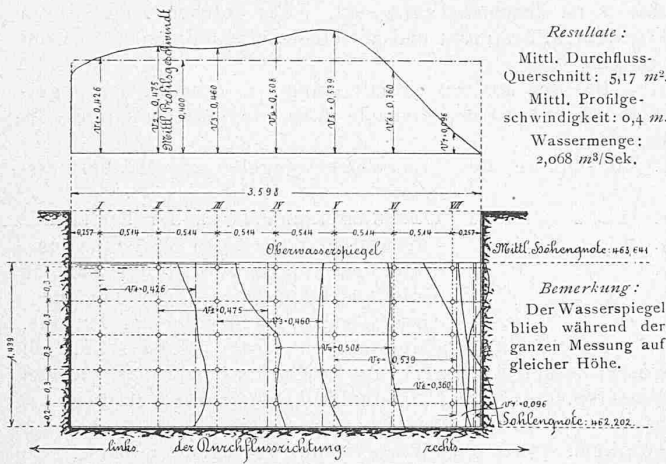 Resultate:
Mittl. Durchfluss-
Querschnitt: 5,17 m².
Mittl. Profilge-
schwindigkeit: 0,4 m.
Wassermenge:
2,068 m³/Sek.
v₁=0,426
v₂=0,475
Mittl. Profilsgeschwindt
0,400
v₃=0,460
v₄=0,508
v₅=0,539
v₆=0,360
v₇=0,096
3,598
I II III IV V VI VII
0,257 0,514 0,514 0,514 0,514 0,514 0,514 0,257
Oberwasserspiegel
Mittl. Höhenquote: 463,641
v₁=0,426
v₂=0,475
v₃=0,460
v₄=0,508
v₅=0,539
v₆=0,360
v₇=0,096
1,439
0,3
0,3
0,3
0,3
0,2
Bemerkung:
Der Wasserspiegel
blieb während der
ganzen Messung auf
gleicher Höhe.
Sohlenquote: 462,202.
links der Durchflussrichtung: rechts